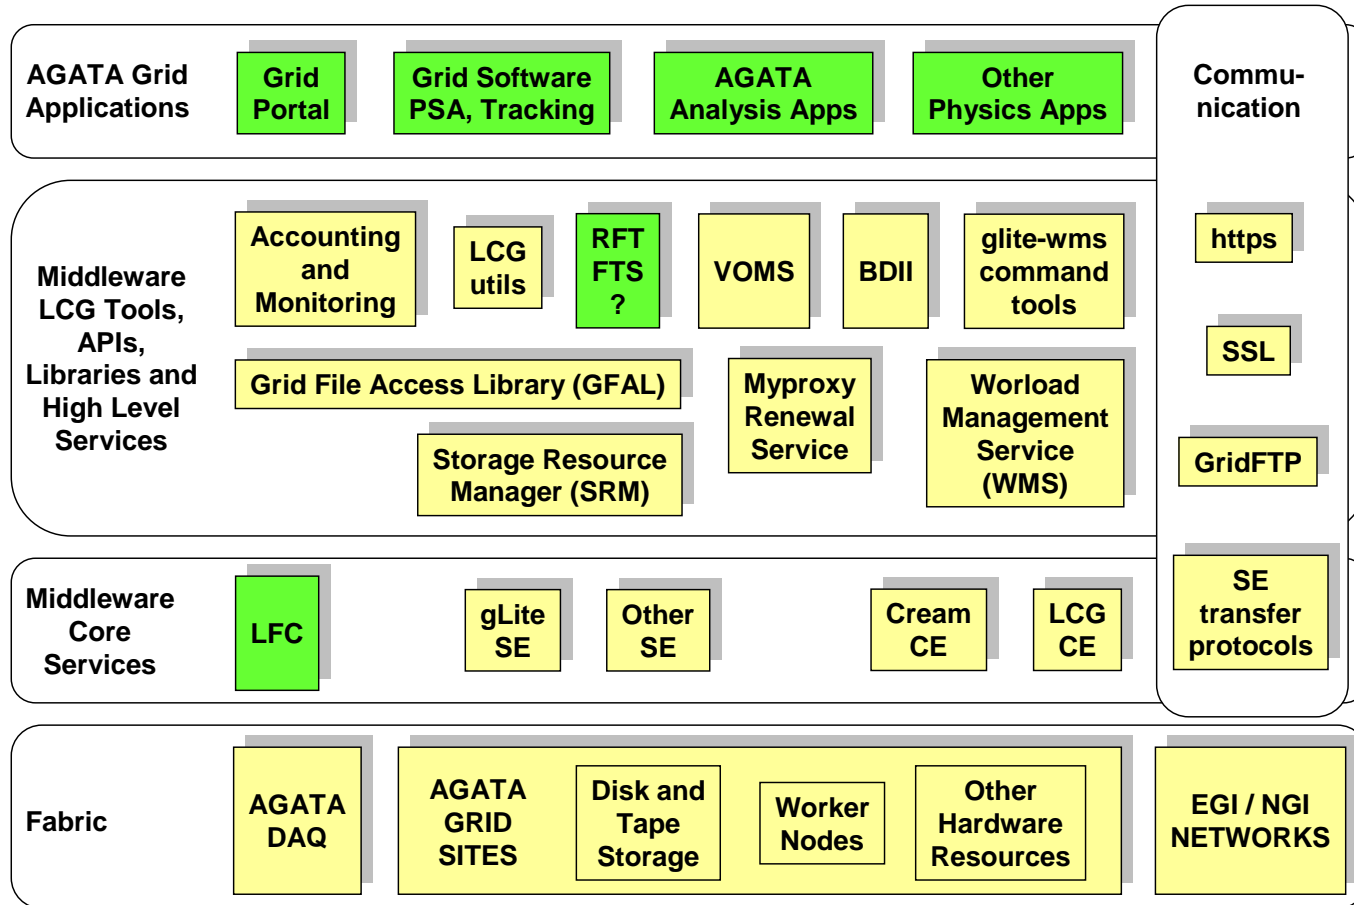 AGATA Grid
Applications
Grid
Portal
Grid Software
PSA, Tracking
AGATA
Analysis Apps
Other
Physics Apps
Commu-
nication
Middleware
LCG Tools,
APIs,
Libraries and
High Level
Services
Accounting
and
Monitoring
LCG
utils
RFT
FTS
?
VOMS
BDII
glite-wms
command
tools
https
SSL
Grid File Access Library (GFAL)
Myproxy
Renewal
Service
Worload
Management
Service
(WMS)
Storage Resource
Manager (SRM)
GridFTP
Middleware
Core
Services
LFC
gLite
SE
Other
SE
Cream
CE
LCG
CE
SE
transfer
protocols
Fabric
AGATA
DAQ
AGATA
GRID
SITES
Disk and
Tape
Storage
Worker
Nodes
Other
Hardware
Resources
EGI / NGI
NETWORKS